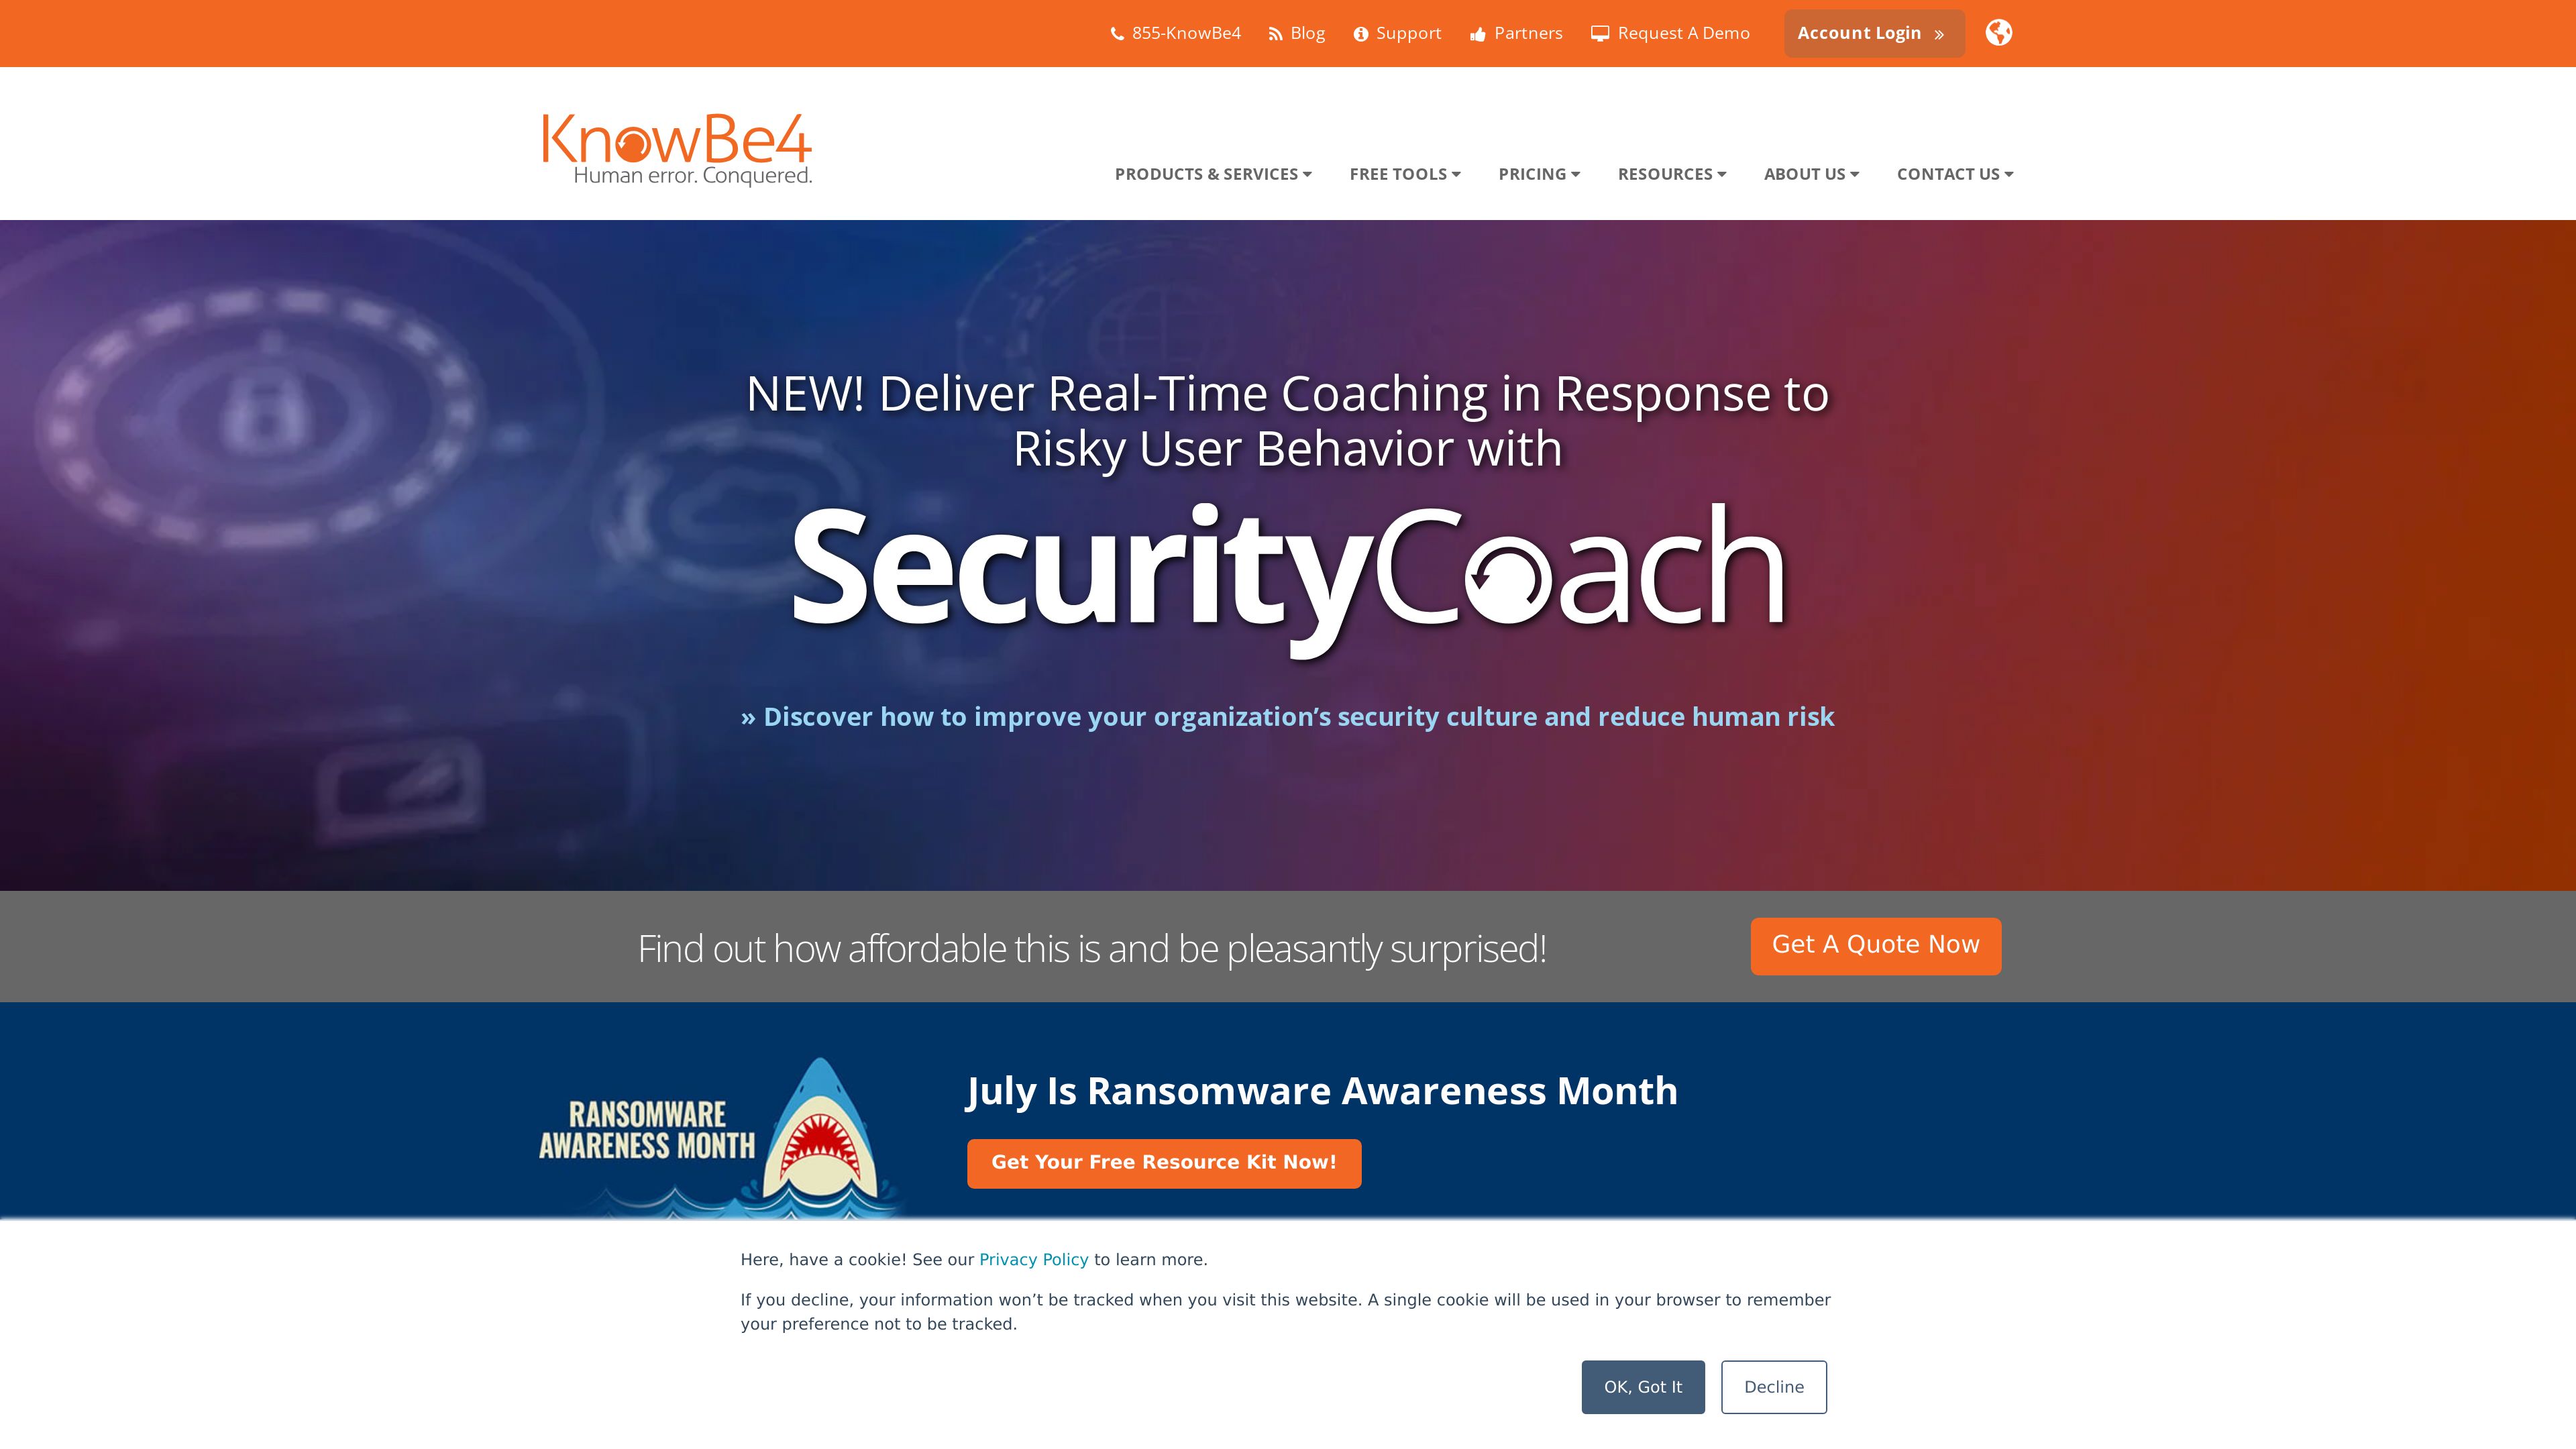 855-KnowBe4 Blog Support Partners Request A Demo Account Login »
KnowBe4
Human error. Conquered.
PRODUCTS & SERVICES FREE TOOLS PRICING RESOURCES ABOUT US CONTACT US
NEW! Deliver Real-Time Coaching in Response to
Risky User Behavior with
SecurityCoach
» Discover how to improve your organization’s security culture and reduce human risk
Find out how affordable this is and be pleasantly surprised!
Get A Quote Now
RANSOMWARE
AWARENESS MONTH
July Is Ransomware Awareness Month
Get Your Free Resource Kit Now!
Here, have a cookie! See our Privacy Policy to learn more.
If you decline, your information won’t be tracked when you visit this website. A single cookie will be used in your browser to remember
your preference not to be tracked.
OK, Got It
Decline